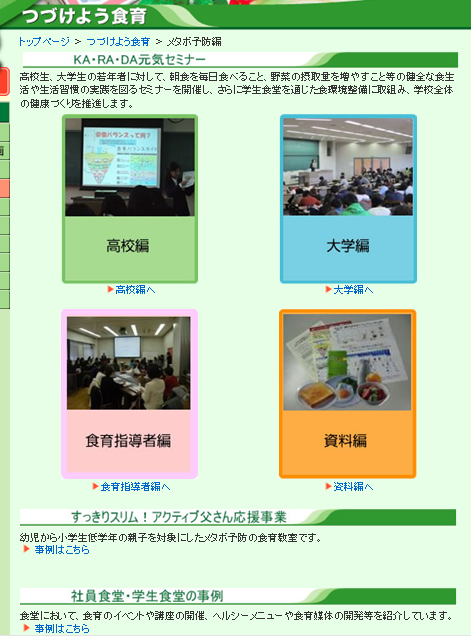 つづけよう食育
トップページ > つづけよう食育 > メタボ予防編
KA・RA・DA元気セミナー
高校生、大学生の若年者に対して、朝食を毎日食べること、野菜の摂取量を増やすこと等の健全な食生
活や生活習慣の実践を図るセミナーを開催し、さらに学生食堂を通じた食環境整備に取組み、学校全体
の健康づくりを推進します。
高校編
大学編
高校編へ
大学編へ
食育指導者編
資料編
食育指導者編へ
資料編へ
すっきりスリム！アクティブ父さん応援事業
幼児から小学生低学年の親子を対象にしたメタボ予防の食育教室です。
事例はこちら
社員食堂・学生食堂の事例
食堂において、食育のイベントや講座の開催、ヘルシーメニューや食育媒体の開発等を紹介しています。
事例はこちら